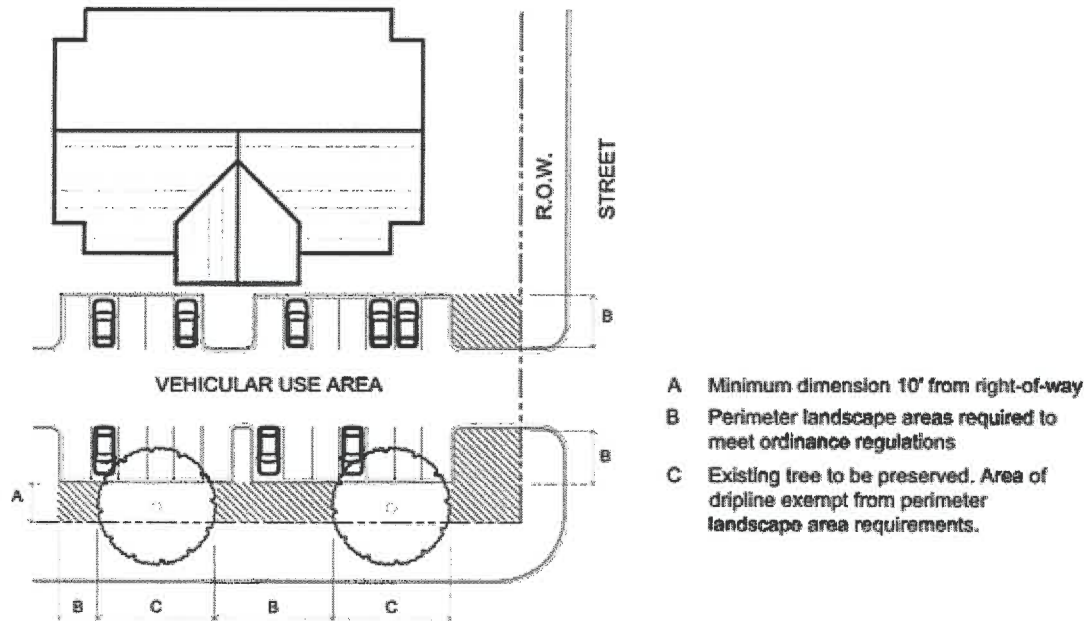 R.O.W.
STREET
B
VEHICULAR USE AREA
B
A
B C B C
A Minimum dimension 10' from right-of-way
B Perimeter landscape areas required to
meet ordinance regulations
C Existing tree to be preserved. Area of
dripline exempt from perimeter
landscape area requirements.